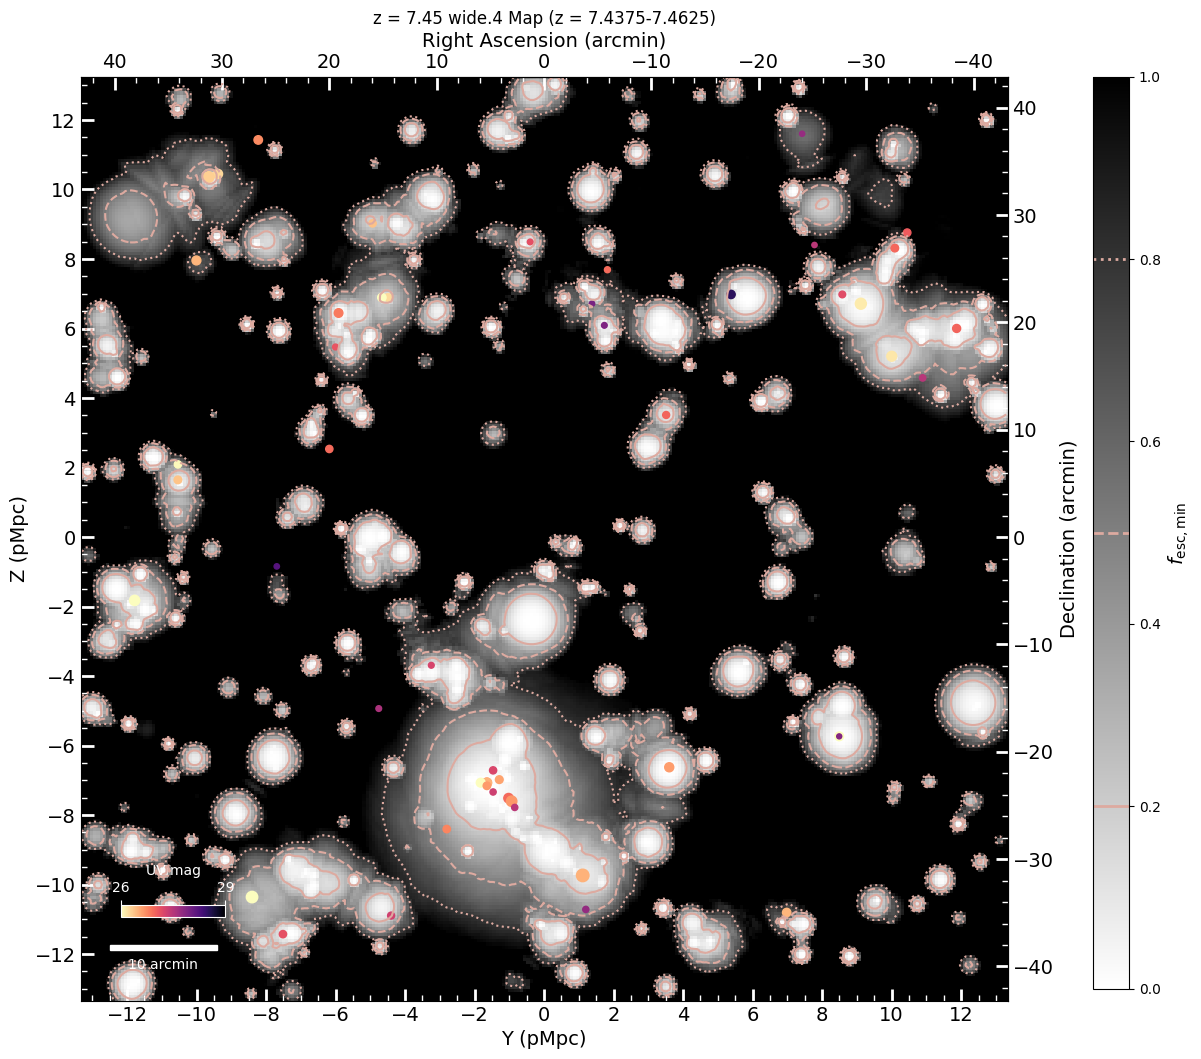 z = 7.45 wide.4 Map (z = 7.4375-7.4625)
Right Ascension (arcmin)
40 30 20 10 0 −10 −20 −30 −40
12
10
8
6
4
2
0
−2
−4
−6
−8
−10
−12
Z (pMpc)
−12 −10 −8 −6 −4 −2 0 2 4 6 8 10 12
Y (pMpc)
40
30
20
10
0
−10
−20
−30
−40
Declination (arcmin)
UV mag
26 29
10 arcmin
1.0
0.8
0.6
0.4
0.2
0.0
fesc,min